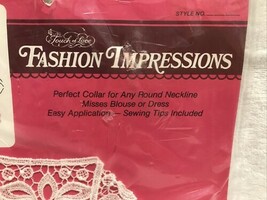 STYLE NO.
Touch of Love
FASHION IMPRESSIONS
Perfect Collar for Any Round Neckline
Misses Blouse or Dress
Easy Application — Sewing Tips Included